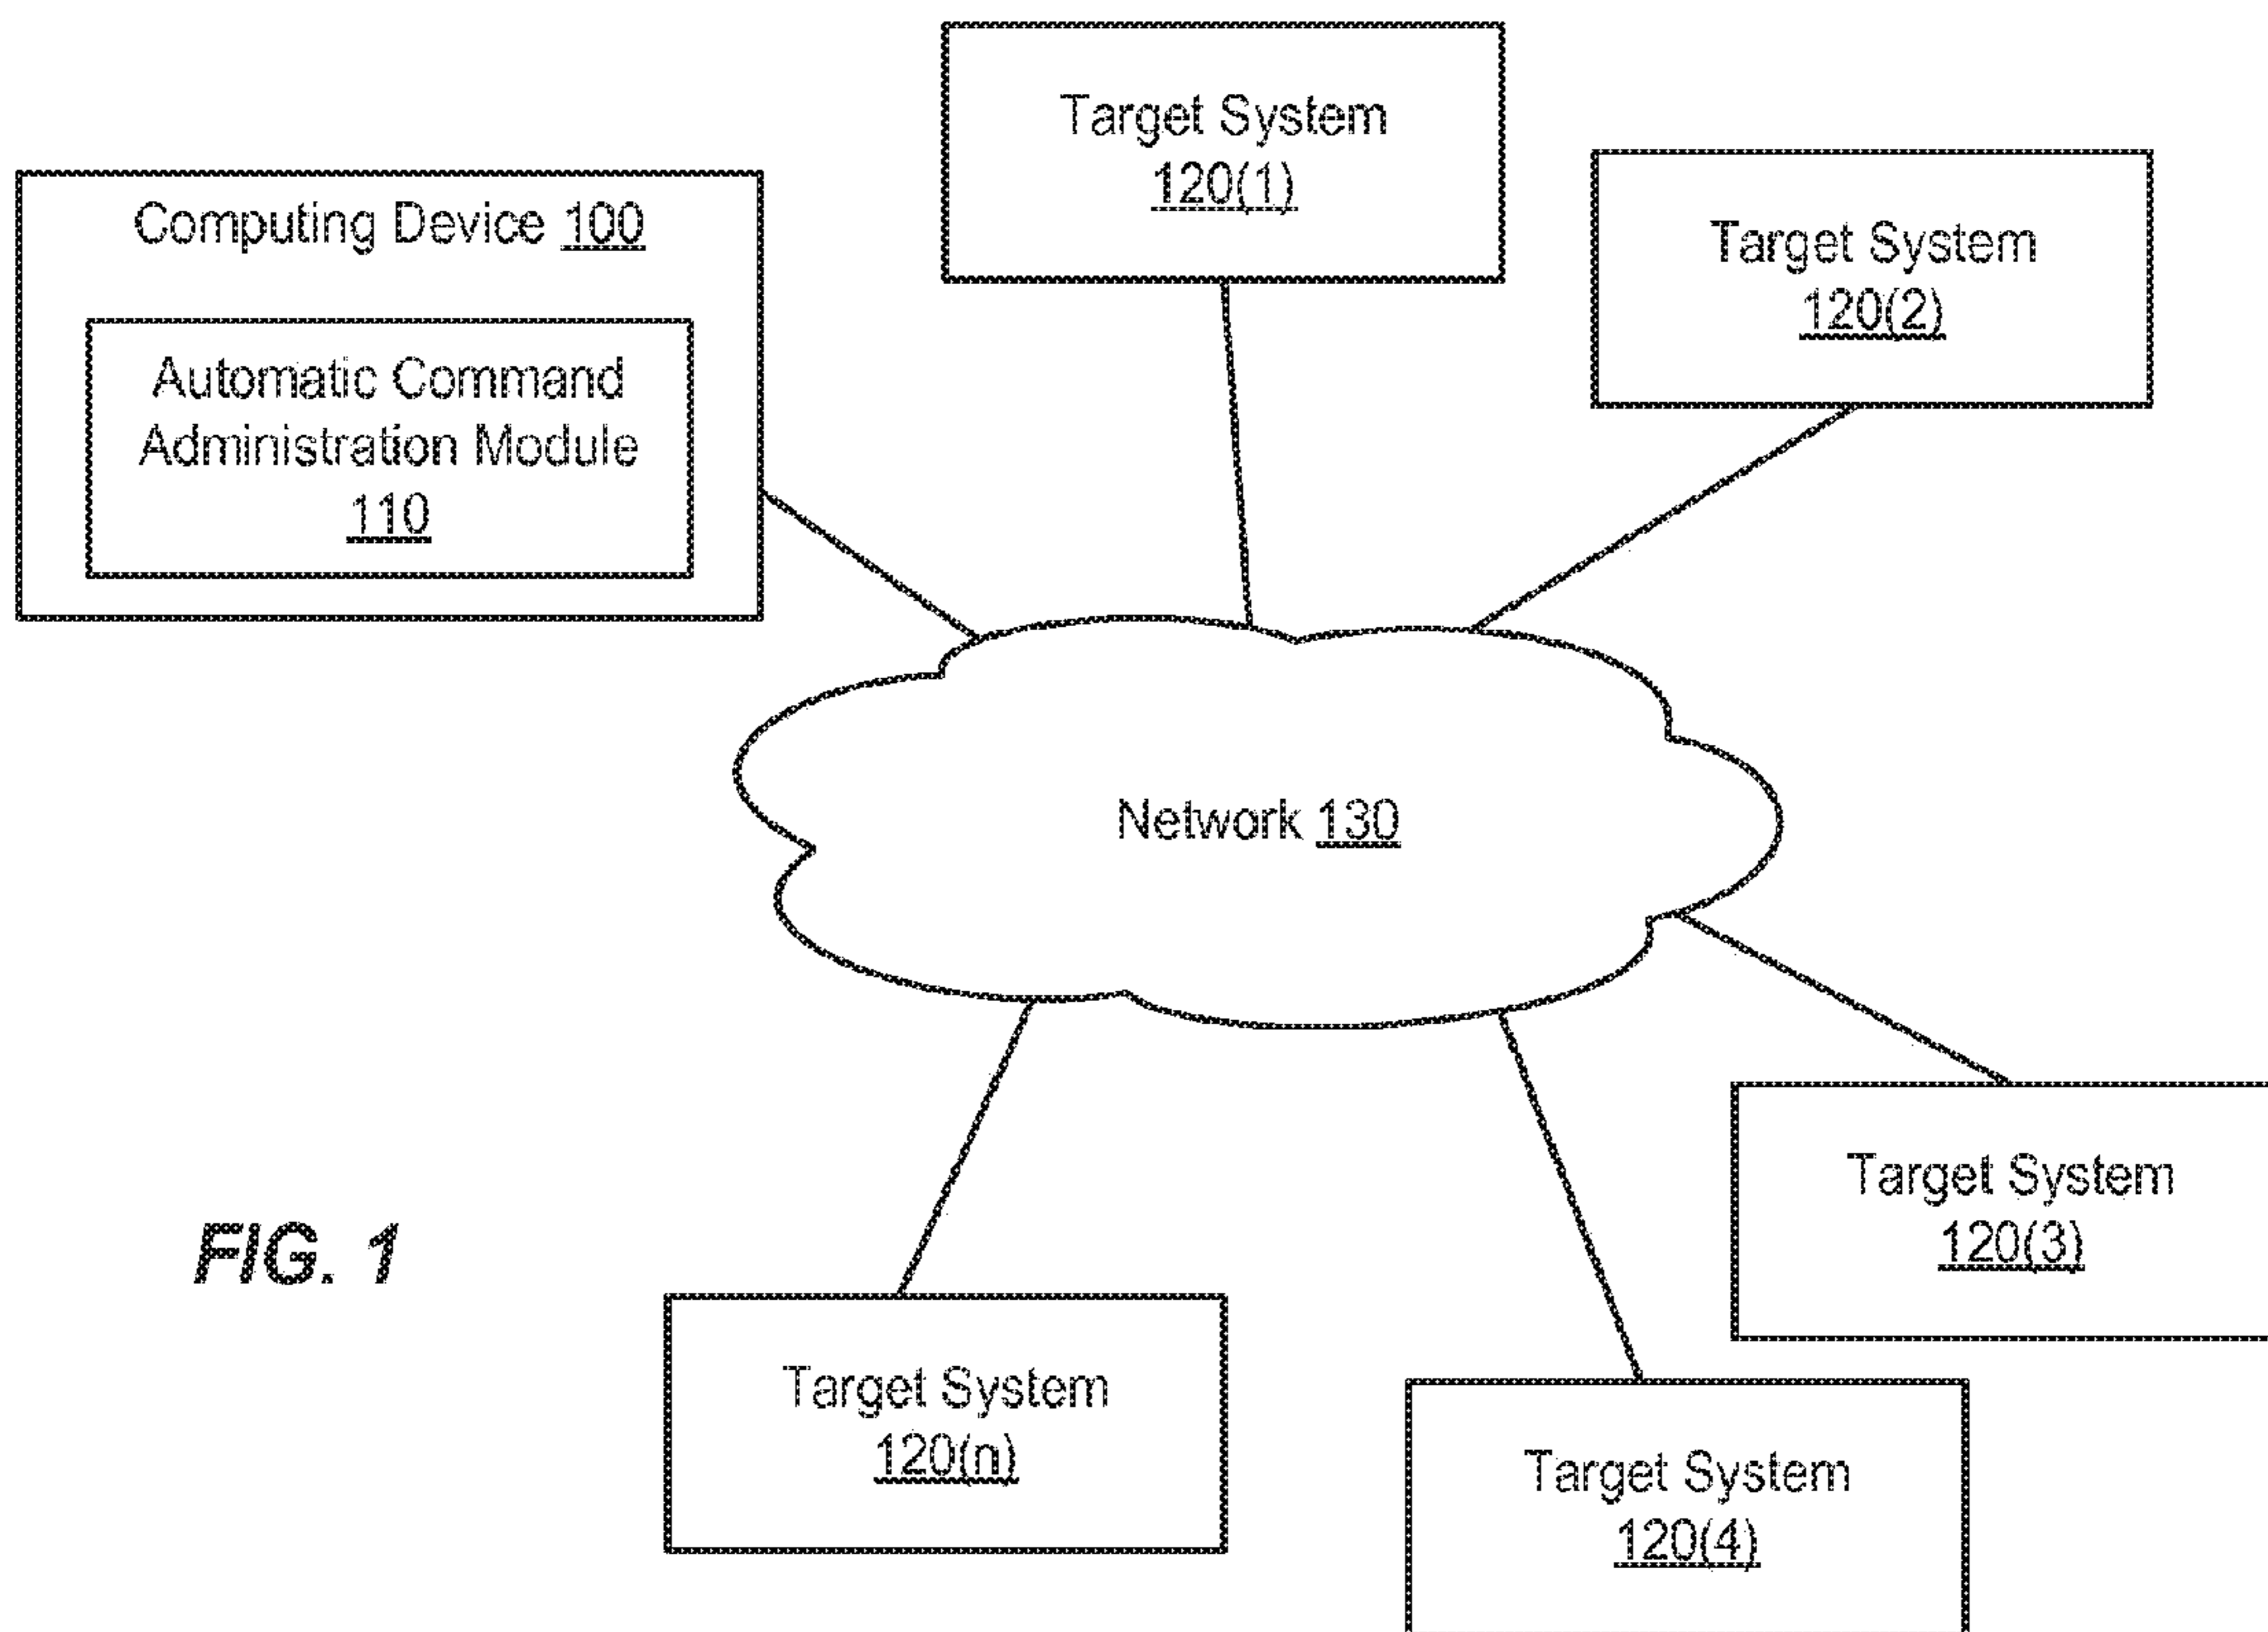 Target System
120(1)
Computing Device 100
Target System
120(2)
Automatic Command
Administration Module
110
Network 130
Target System
120(3)
FIG. 1
Target System
120(n)
Target System
120(4)